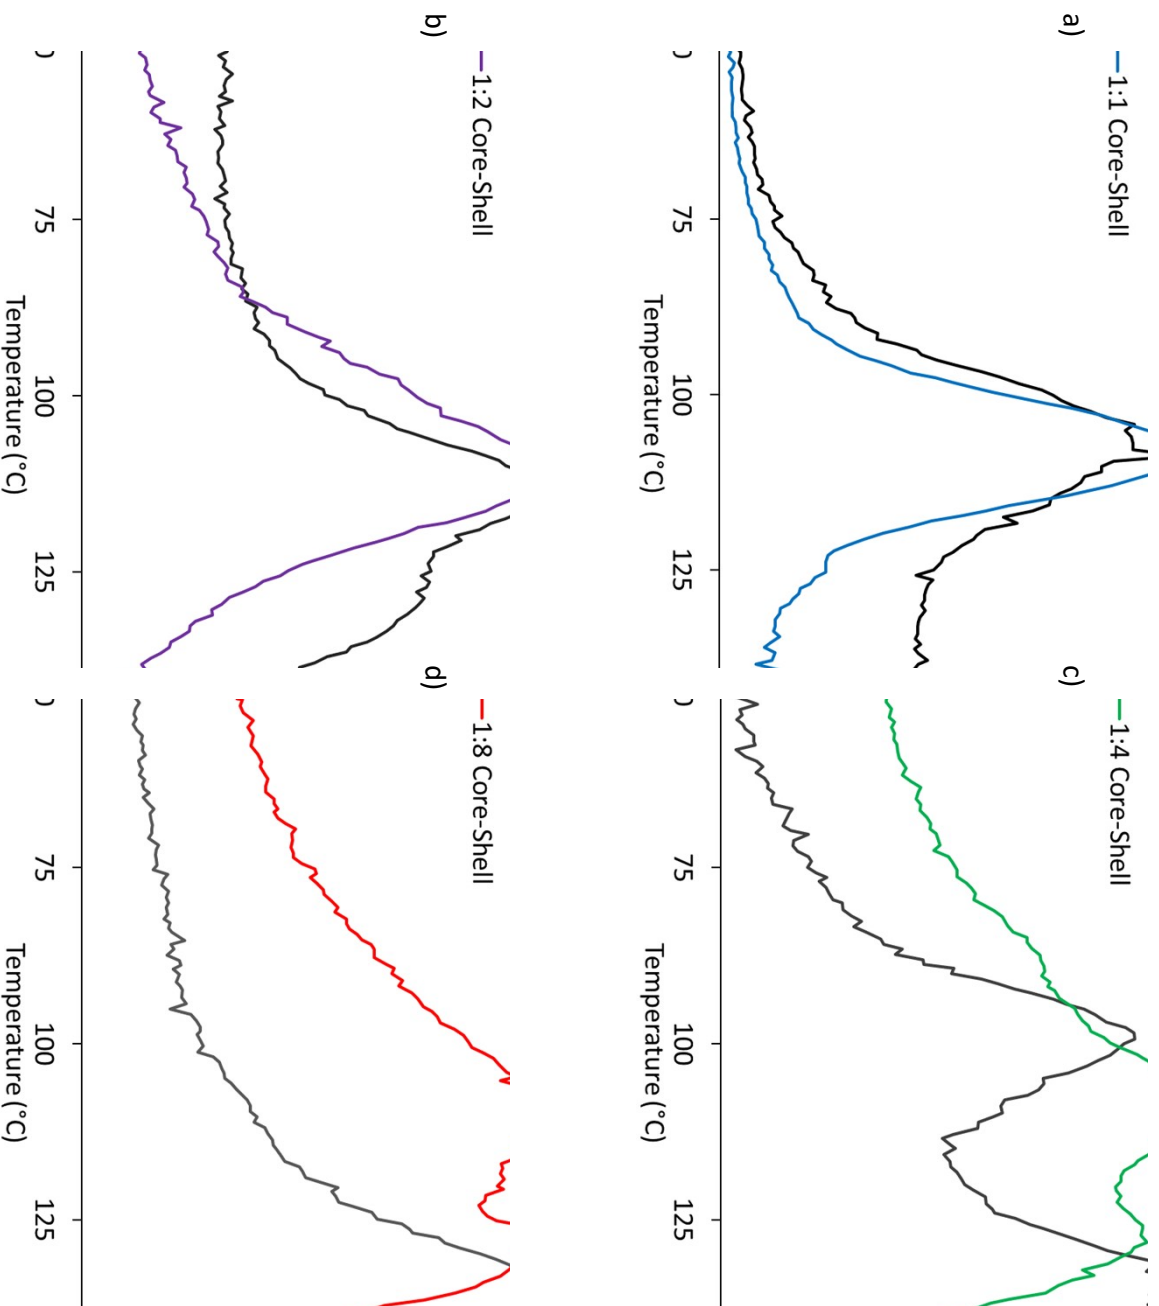 a)
1:1 Core-Shell
75
100
125
Temperature (°C)
b)
1:2 Core-Shell
75
100
125
Temperature (°C)
c)
1:4 Core-Shell
75
100
125
Temperature (°C)
d)
1:8 Core-Shell
75
100
125
Temperature (°C)